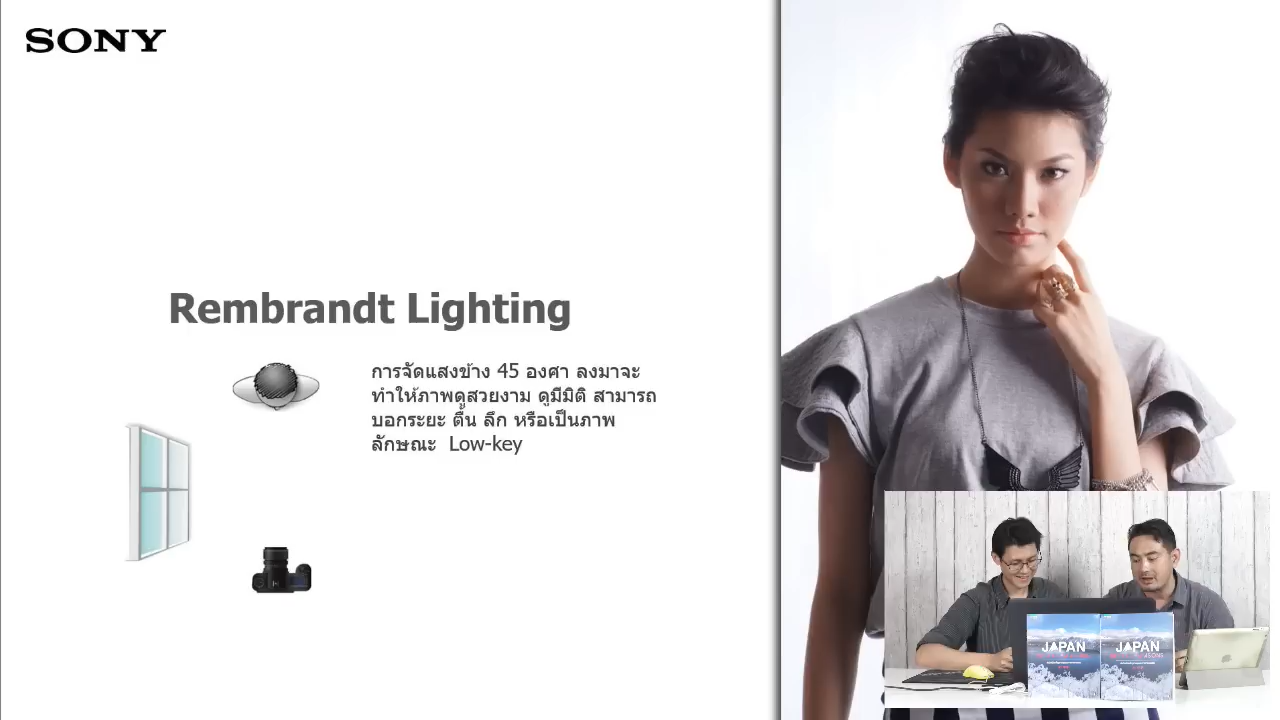 SONY
Rembrandt Lighting
การจัดแสงข้าง 45 องศา ลงมาจะ
ทำให้ภาพดูสวยงาม ดูมีมิติ สามารถ
บอกระยะ ตื้น ลึก หรือเป็นภาพ
ลักษณะ Low-key
JAPAN
JAPAN